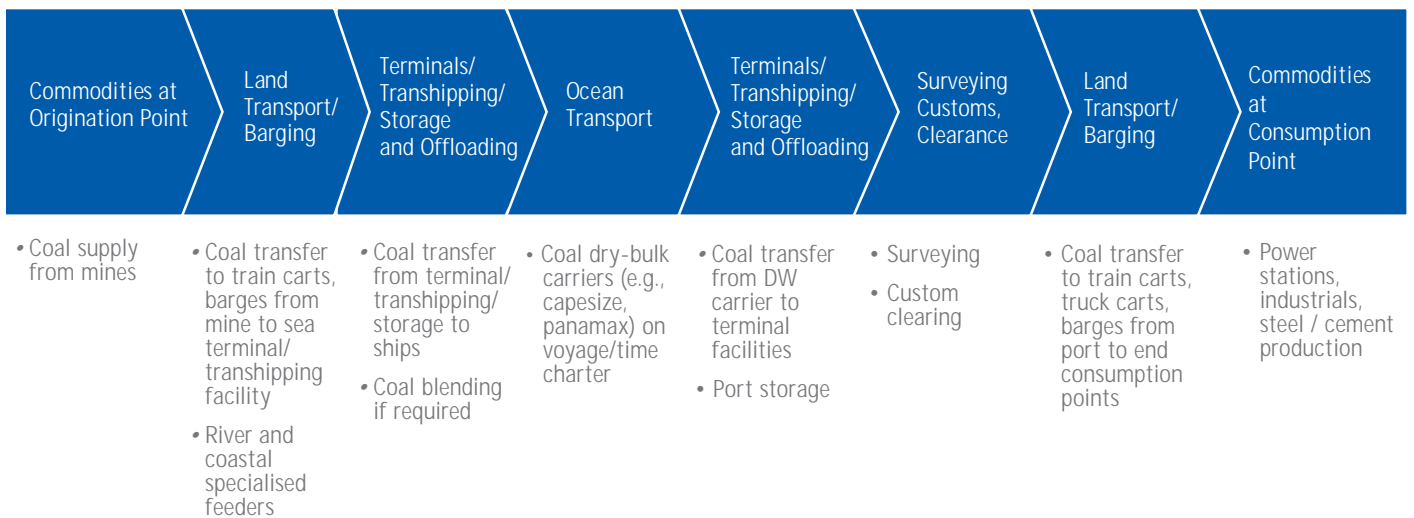 Commodities at
Origination Point
Land
Transport/
Barging
Terminals/
Transhipping/
Storage
and Offloading
Ocean
Transport
Terminals/
Transhipping/
Storage
and Offloading
Surveying
Customs,
Clearance
Land
Transport/
Barging
Commodities
at
Consumption
Point
• Coal supply
from mines
• Coal transfer
to train carts,
barges from
mine to sea
terminal/
transhipping
facility
• River and
coastal
specialised
feeders
• Coal transfer
from terminal/
transhipping/
storage to
ships
• Coal blending
if required
• Coal dry-bulk
carriers (e.g.,
capesize,
panamax) on
voyage/time
charter
• Coal transfer
from DW
carrier to
terminal
facilities
• Port storage
• Surveying
• Custom
clearing
• Coal transfer
to train carts,
truck carts,
barges from
port to end
consumption
points
• Power
stations,
industrials,
steel / cement
production